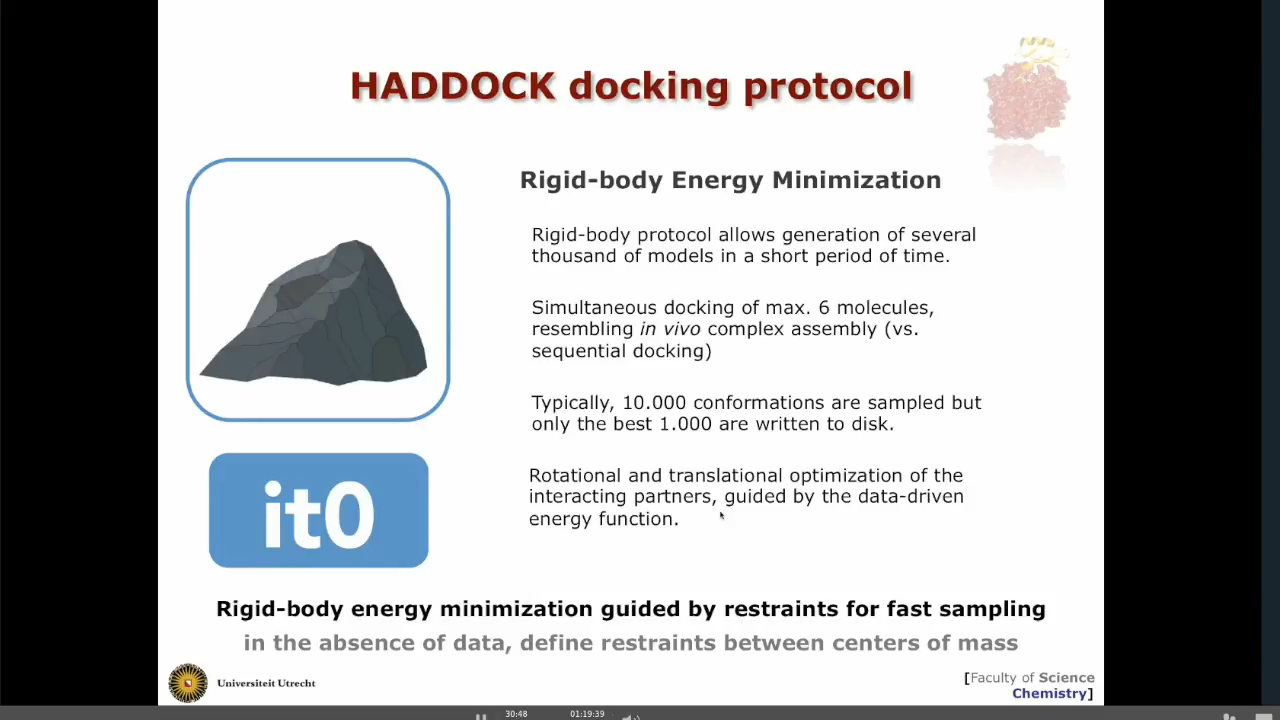 HADDOCK docking protocol
Rigid-body Energy Minimization
Rigid-body protocol allows generation of several
thousand of models in a short period of time.
Simultaneous docking of max. 6 molecules,
resembling in vivo complex assembly (vs.
sequential docking)
Typically, 10.000 conformations are sampled but
only the best 1.000 are written to disk.
Rotational and translational optimization of the
interacting partners, guided by the data-driven
energy function.
it0
Rigid-body energy minimization guided by restraints for fast sampling
in the absence of data, define restraints between centers of mass
Universiteit Utrecht
[Faculty of Science
Chemistry]
30:48 01:19:39